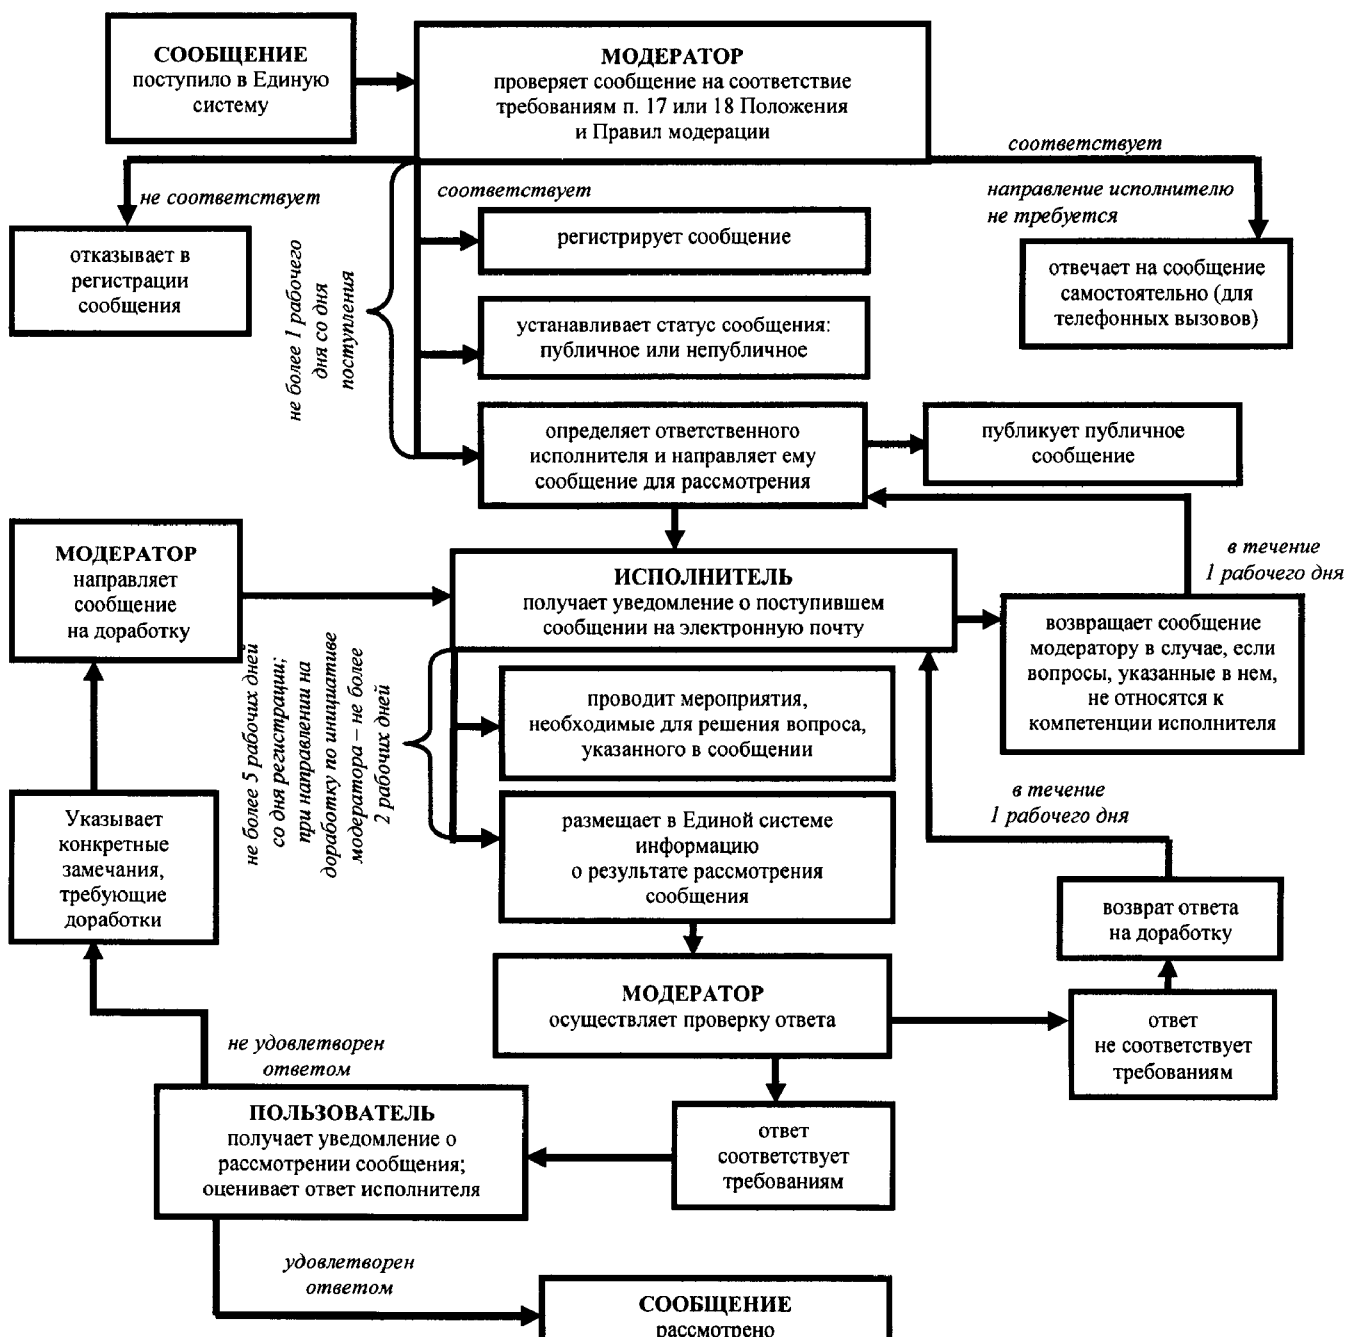 СООБЩЕНИЕ
поступило в Единую
систему
МОДЕРАТОР
проверяет сообщение на соответствие
требованиям п. 17 или 18 Положения
и Правил модерации
соответствует
не соответствует
соответствует
направление исполнителю
не требуется
отказывает в
регистрации
сообщения
не более 1 рабочего
дня со дня
поступления
регистрирует сообщение
отвечает на сообщение
самостоятельно (для
телефонных вызовов)
устанавливает статус сообщения:
публичное или непубличное
определяет ответственного
исполнителя и направляет ему
сообщение для рассмотрения
публикует публичное
сообщение
МОДЕРАТОР
направляет
сообщение
на доработку
ИСПОЛНИТЕЛЬ
получает уведомление о поступившем
сообщении на электронную почту
в течение
1 рабочего дня
возвращает сообщение
модератору в случае, если
вопросы, указанные в нем,
не относятся к
компетенции исполнителя
не более 5 рабочих дней
со дня регистрации;
при направлении на
доработку по инициативе
модератора – не более
2 рабочих дней
проводит мероприятия,
необходимые для решения вопроса,
указанного в сообщении
Указывает
конкретные
замечания,
требующие
доработки
размещает в Единой системе
информацию
о результате рассмотрения
сообщения
в течение
1 рабочего дня
возврат ответа
на доработку
МОДЕРАТОР
осуществляет проверку ответа
ответ
не соответствует
требованиям
не удовлетворен
ответом
ПОЛЬЗОВАТЕЛЬ
получает уведомление о
рассмотрении сообщения;
оценивает ответ исполнителя
ответ
соответствует
требованиям
удовлетворен
ответом
СООБЩЕНИЕ
рассмотрено